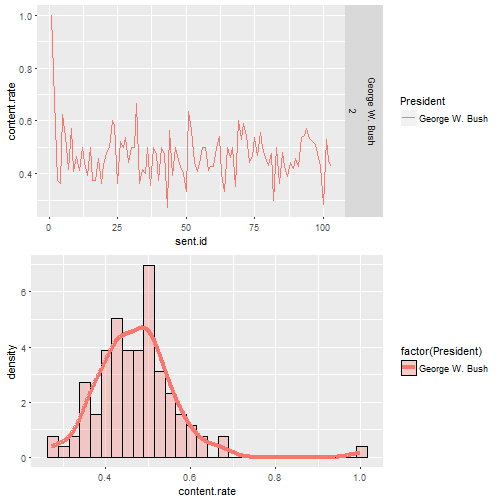 1.0
0.8
0.6
0.4
content.rate
0
25
50
75
100
sent.id
George W. Bush
2
President
George W. Bush
6
4
2
0
density
0.4
0.6
0.8
1.0
content.rate
factor(President)
George W. Bush